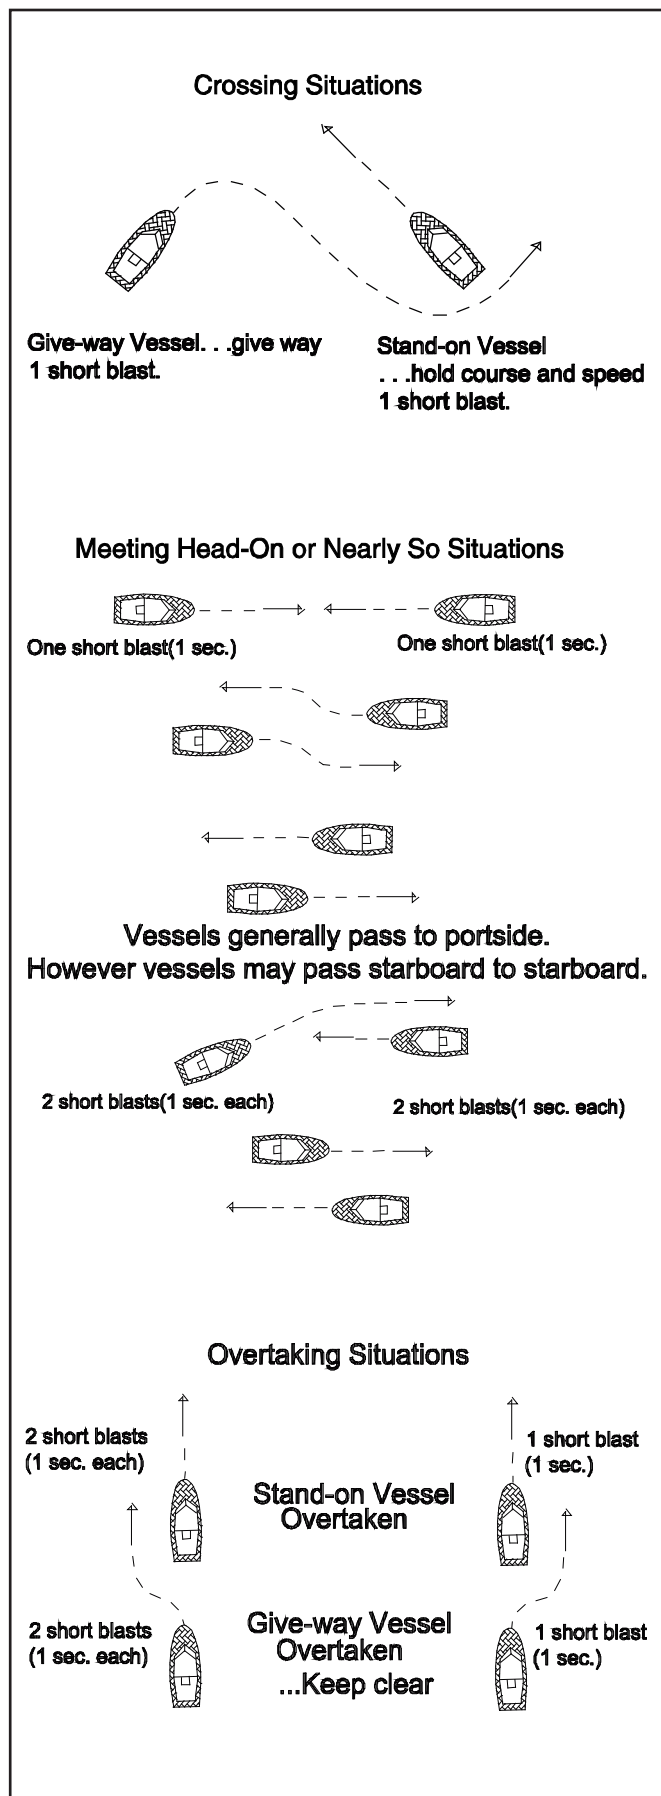 Crossing Situations
Give-way Vessel. . .give way
1 short blast.
Stand-on Vessel
. . .hold course and speed
1 short blast.
Meeting Head-On or Nearly So Situations
One short blast(1 sec.)
One short blast(1 sec.)
Vessels generally pass to portside.
However vessels may pass starboard to starboard.
2 short blasts(1 sec. each)
2 short blasts(1 sec. each)
Overtaking Situations
2 short blasts
(1 sec. each)
1 short blast
(1 sec.)
Stand-on Vessel
Overtaken
2 short blasts
(1 sec. each)
Give-way Vessel
Overtaken
...Keep clear
1 short blast
(1 sec.)